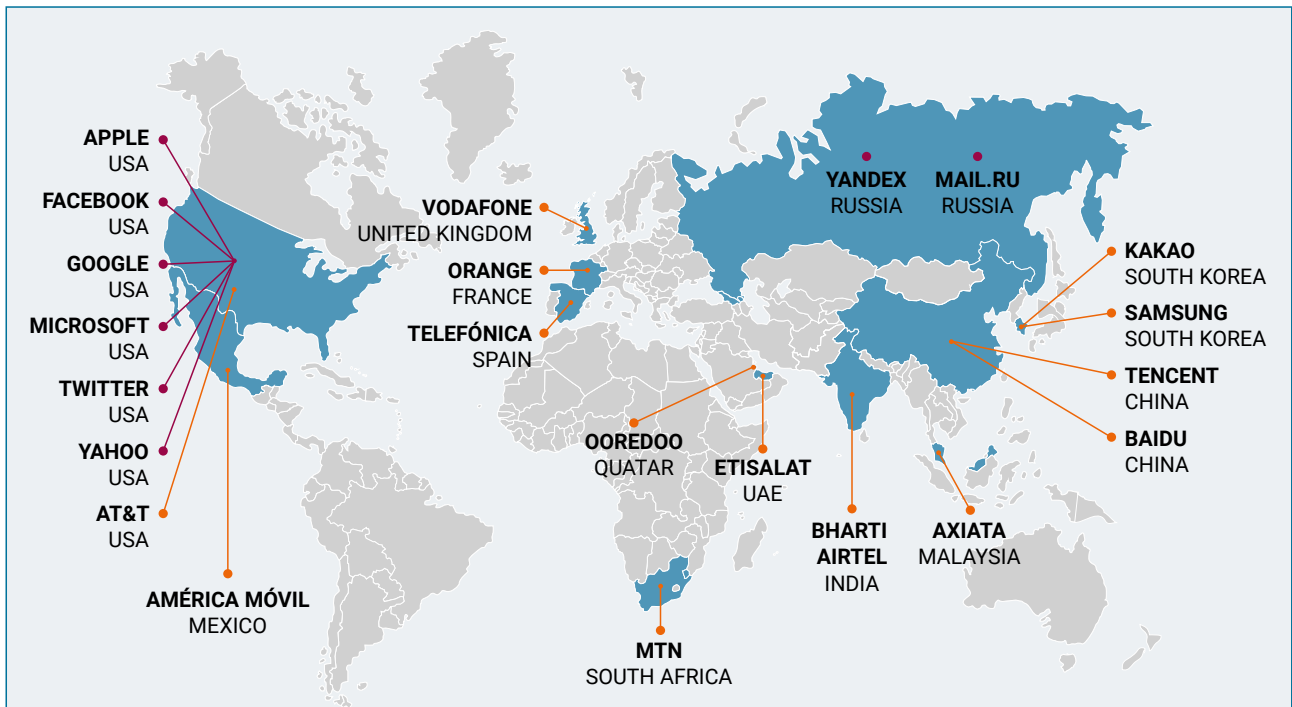 APPLE
USA
FACEBOOK
USA
GOOGLE
USA
MICROSOFT
USA
TWITTER
USA
YAHOO
USA
AT&T
USA
AMÉRICA MÓVIL
MEXICO
VODAFONE
UNITED KINGDOM
ORANGE
FRANCE
TELEFÓNICA
SPAIN
OOREDOO
QUATAR
ETISALAT
UAE
MTN
SOUTH AFRICA
YANDEX
RUSSIA
MAIL.RU
RUSSIA
KAKAO
SOUTH KOREA
SAMSUNG
SOUTH KOREA
TENCENT
CHINA
BAIDU
CHINA
BHARTI
AIRTEL
INDIA
AXIATA
MALAYSIA